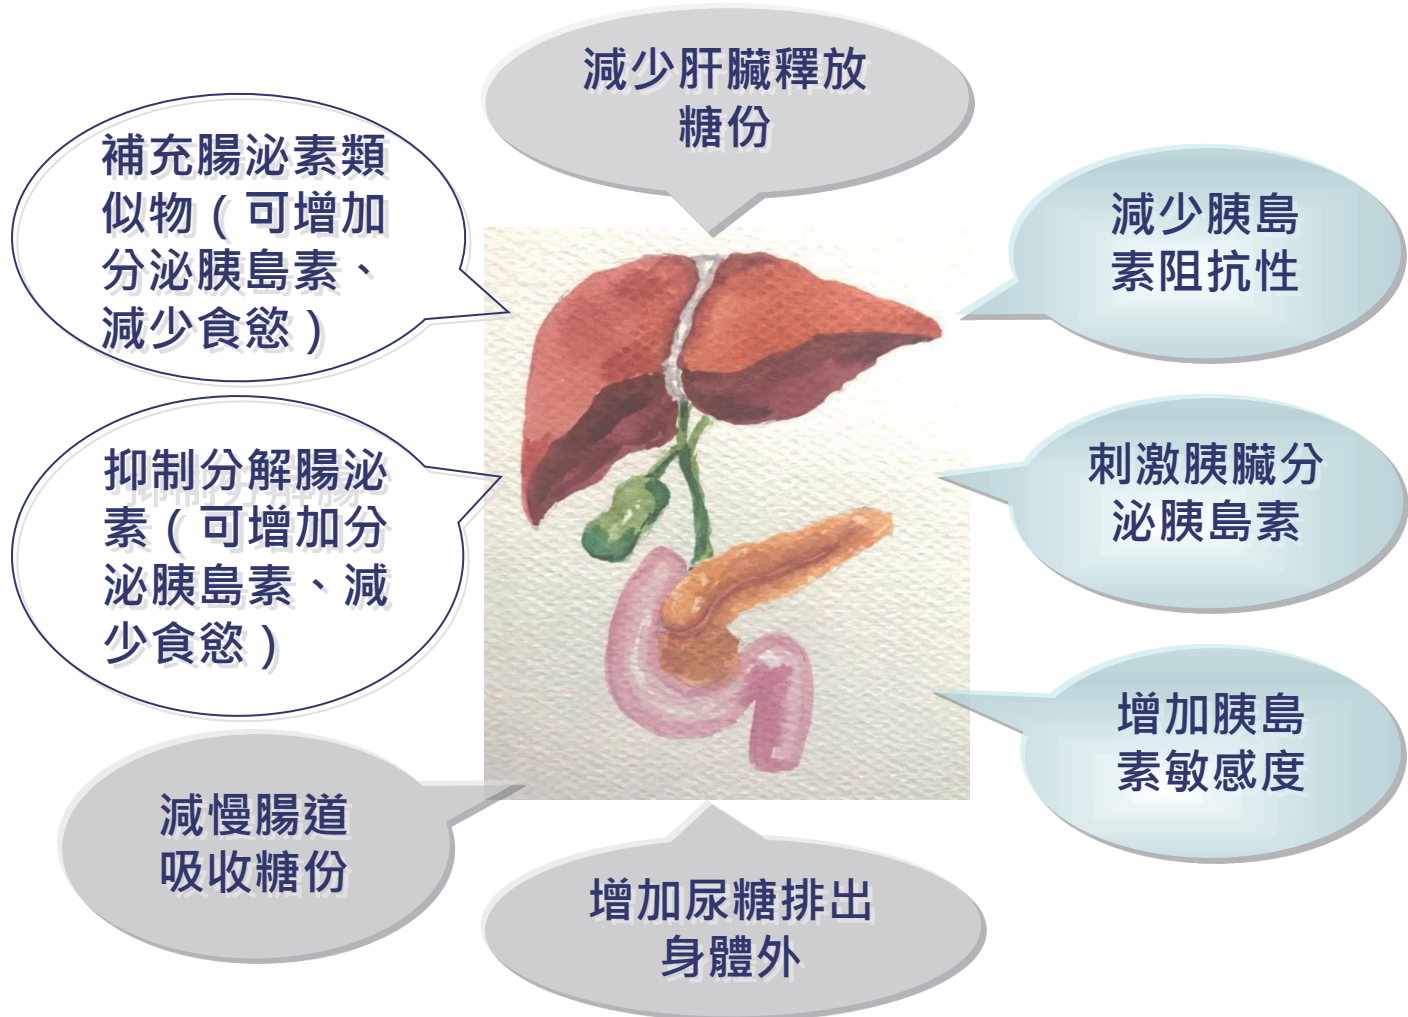 減少肝臟釋放
糖份
補充腸泌素類
似物（可增加
分泌胰島素、
減少食慾）
減少胰島
素阻抗性
抑制分解腸泌
素（可增加分
泌胰島素、減
少食慾）
刺激胰臟分
泌胰島素
增加胰島
素敏感度
減慢腸道
吸收糖份
增加尿糖排出
身體外